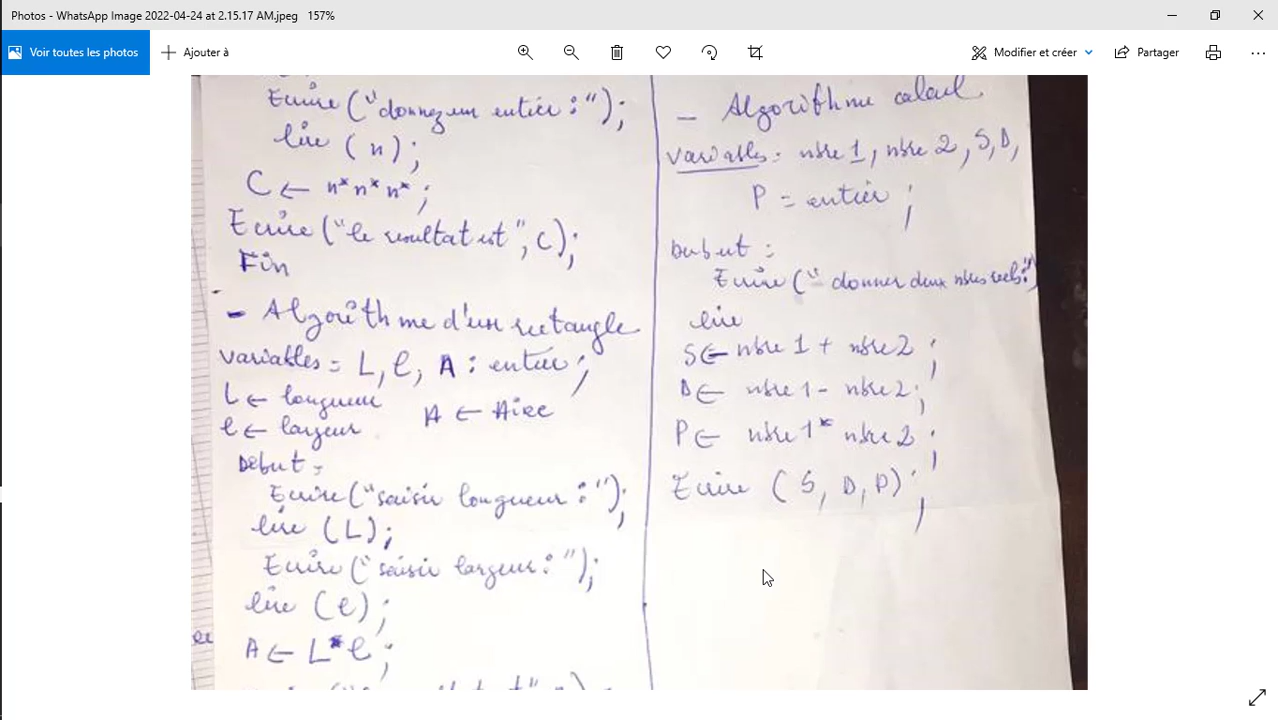 Photos - WhatsApp Image 2022-04-24 at 2.15.17 AM.jpeg 157%
Voir toutes les photos
Ajouter à
Modifier et créer
Partager
Ecrire ("donnez un entier :");
lire (n);
C ← n* n* n* ;
Ecrire ("le resultat est", C);
Fin
- Algorithme d'un rectangle
variables = L, l, A : entier ;
L ← longueur
A ← Aire
l ← largeur
Debut =
Ecrire ("saisir longueur :");
lire (L);
Ecrire ("saisir largeur : ");
lire (l);
A ← L * l ;
- Algorithme calcul
variables = nbre 1, nbre 2, S, D,
P = entier ;
Debut :
Ecrire (" donner deux nbres reels :")
lire
S ← nbre 1 + nbre 2 ;
D ← nbre 1 - nbre 2 ;
P ← nbre 1 * nbre 2 ;
Ecrire (S, D, P) ;